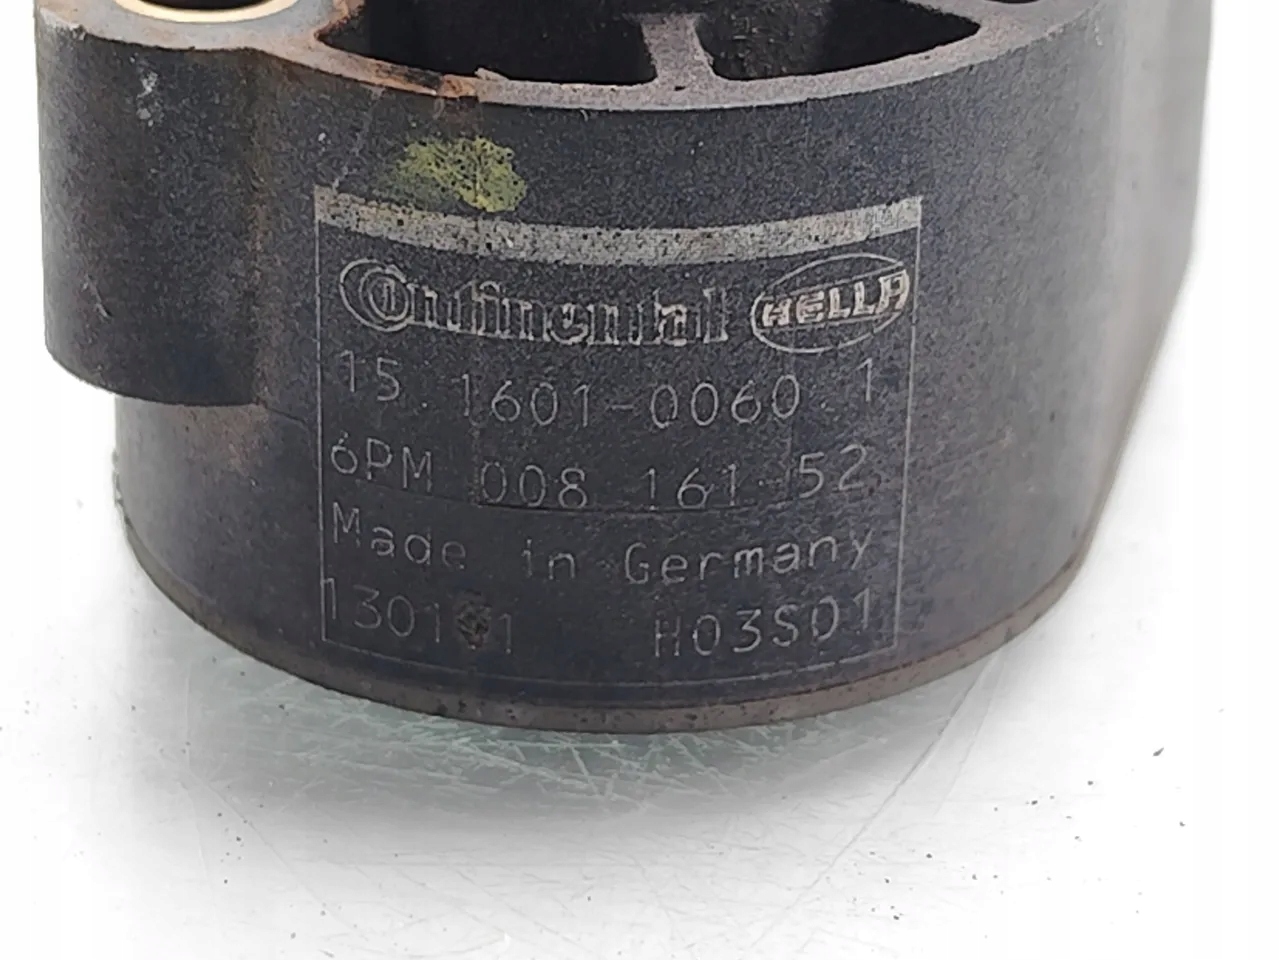 Continental HELLA
15.1601-0060.1
6PM 008 161-52
Made in Germany
H03S01